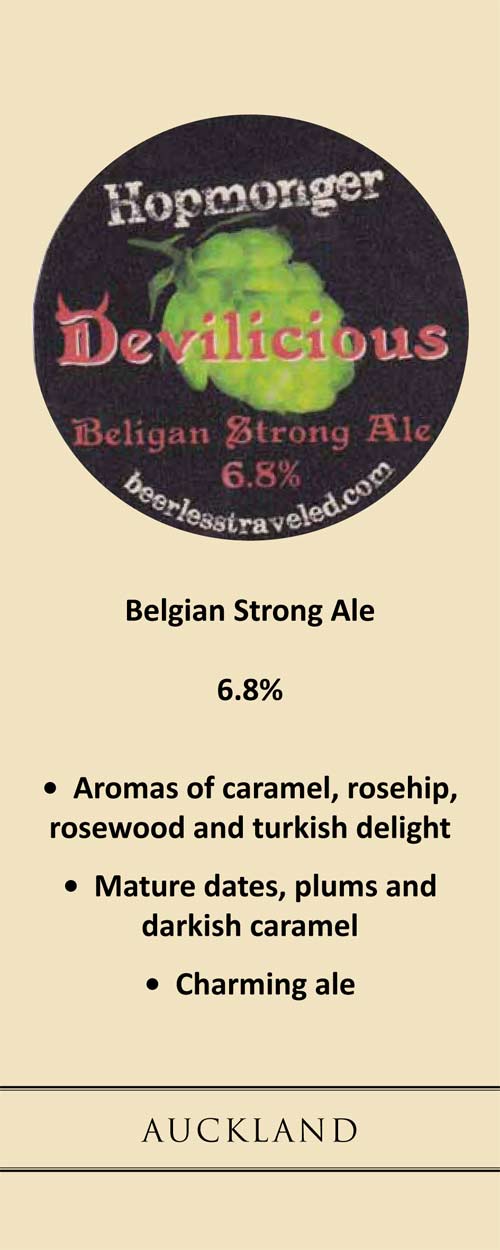 Hopmonger
Devilicious
Beligan Strong Ale
6.8%
beerlesstraveled.com
Belgian Strong Ale
6.8%
• Aromas of caramel, rosehip,
rosewood and turkish delight
• Mature dates, plums and
darkish caramel
• Charming ale
AUCKLAND